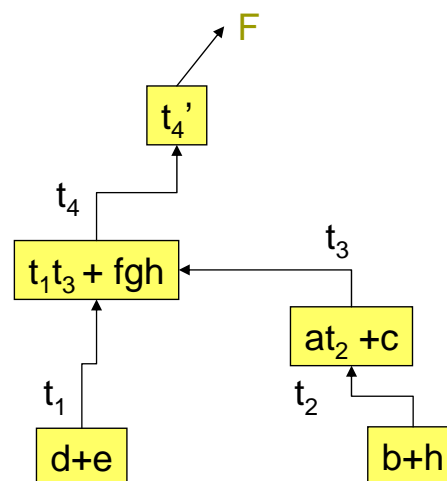 F
t₄’
t₄
t₃
t₁t₃ + fgh
at₂ +c
t₁
t₂
d+e
b+h